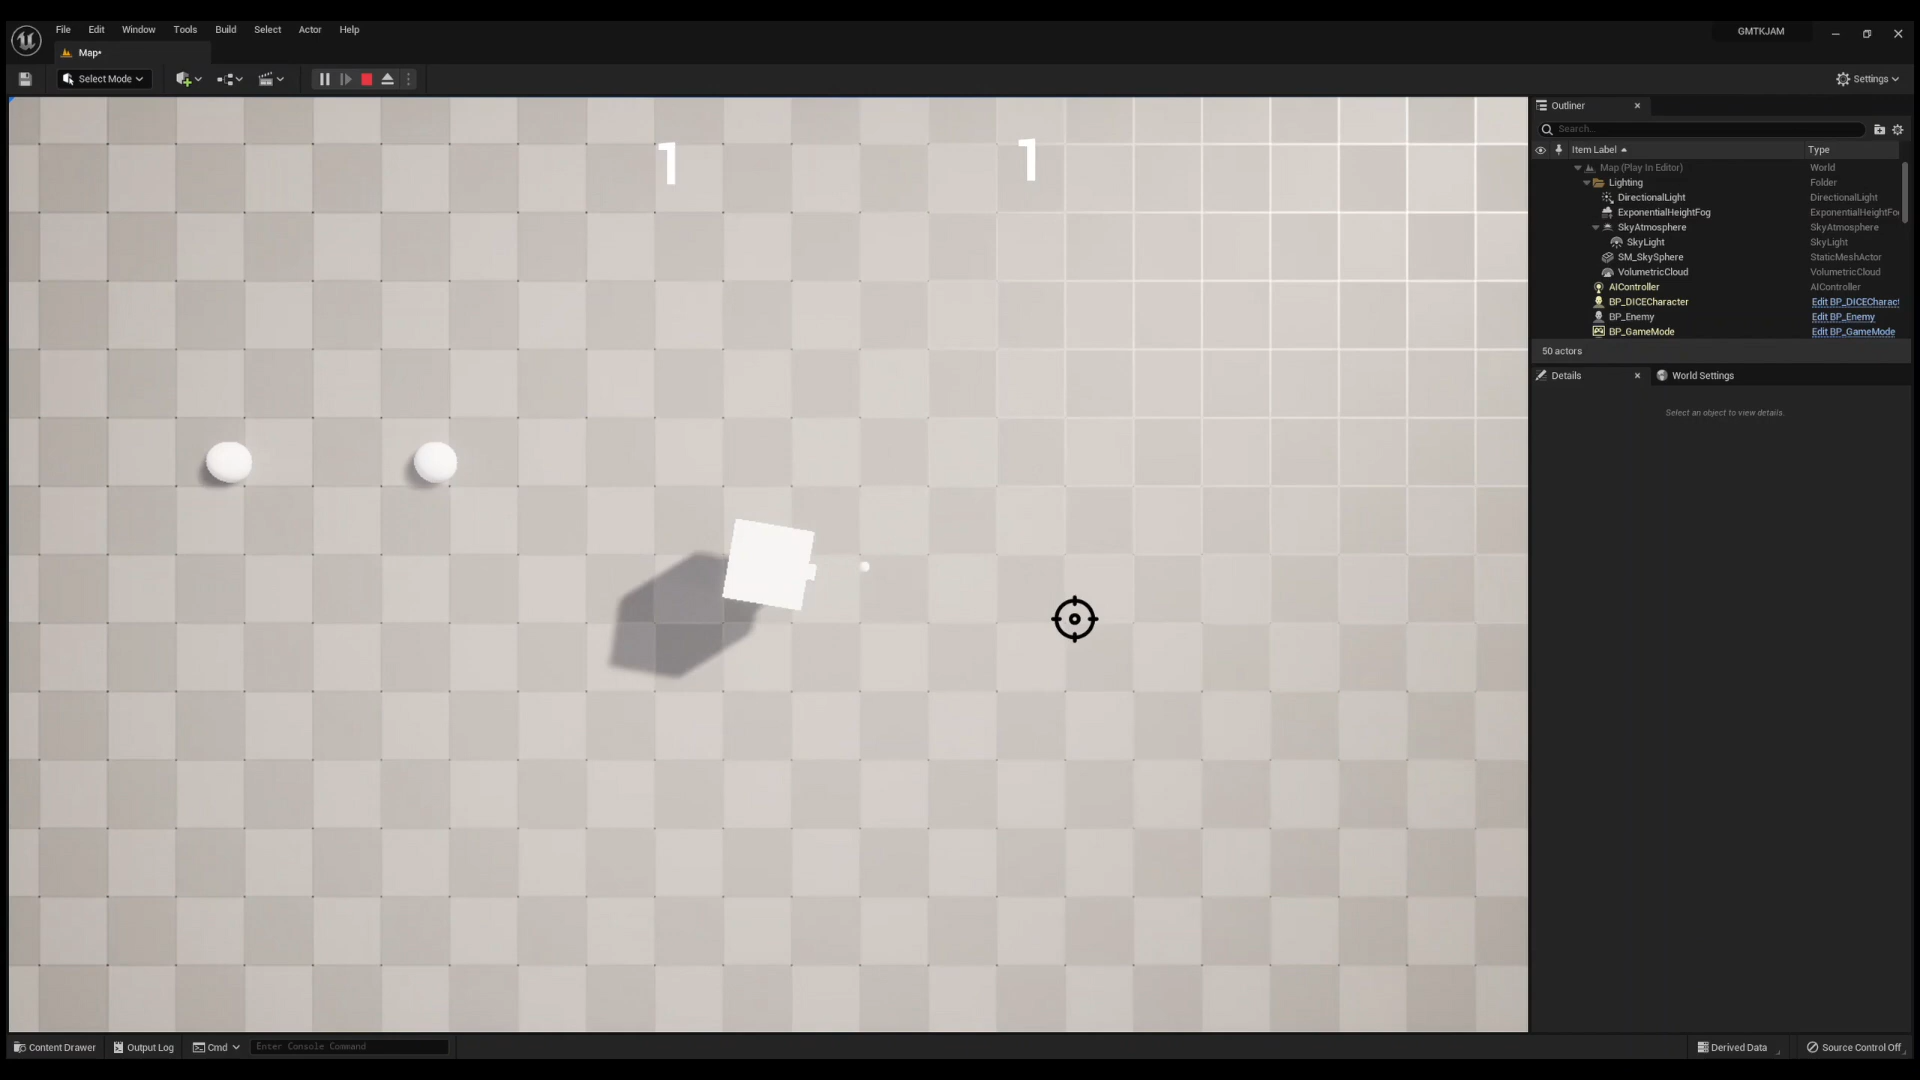 File Edit Window Tools Build Select Actor Help
GMTKJAM
Map*
Select Mode
Settings
1 1
Outliner
Search...
Item Label Type
Map (Play In Editor) World
Lighting Folder
DirectionalLight DirectionalLight
ExponentialHeightFog ExponentialHeightFo
SkyAtmosphere SkyAtmosphere
SkyLight SkyLight
SM_SkySphere StaticMeshActor
VolumetricCloud VolumetricCloud
AIController AIController
BP_DICECharacter Edit BP_DICECharact
BP_Enemy Edit BP_Enemy
BP_GameMode Edit BP_GameMode
50 actors
Details World Settings
Select an object to view details.
Content Drawer Output Log Cmd Enter Console Command
Derived Data Source Control Off